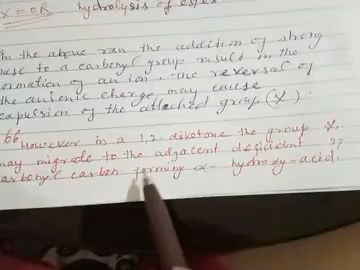 X = OR hydrolysis of ester
In the above rxn the addition of strong
base to a carbonyl group results in the
formation of an ion. The reversal of
the anionic charge may cause
expulsion of the attached group (X).
"However in a 1,2 diketone the group X,
may migrate to the adjacent deficient
carbonyl carbon forming α-hydroxy-acid."